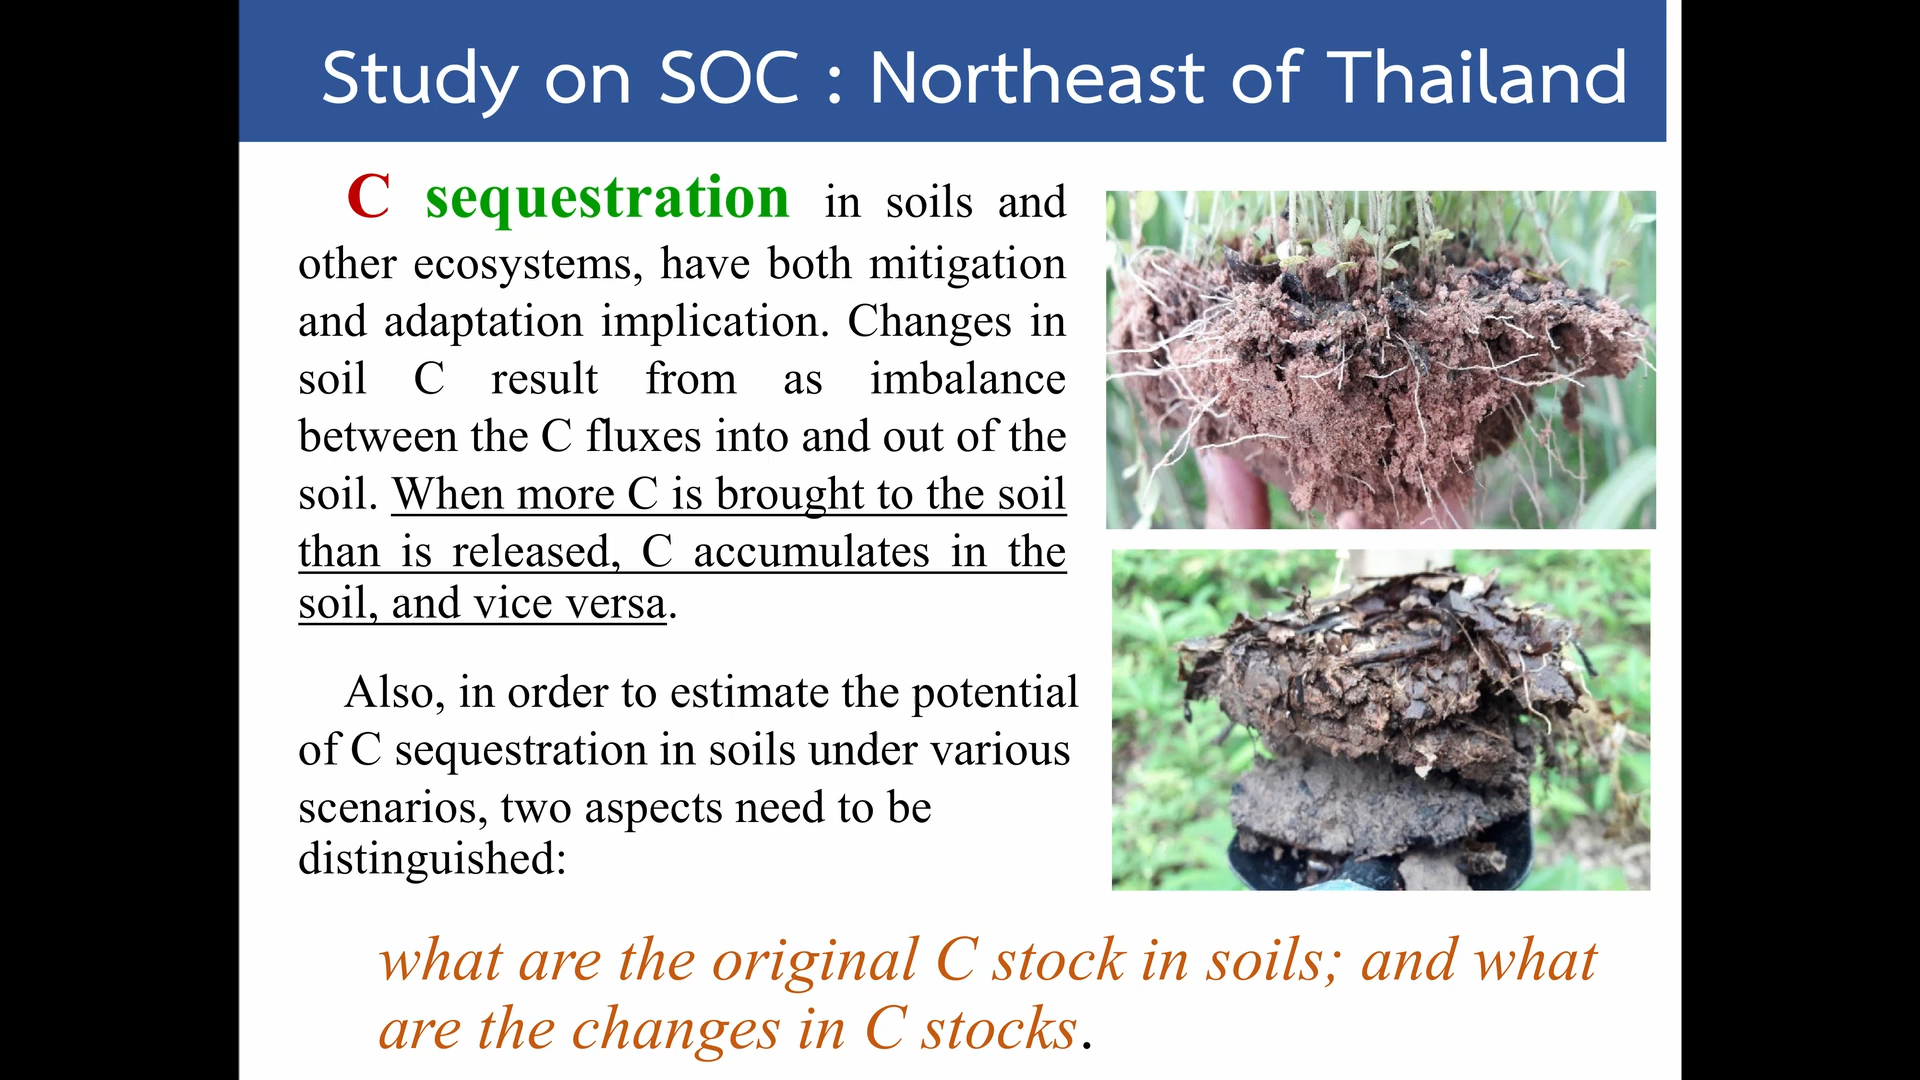 Study on SOC : Northeast of Thailand
C sequestration in soils and
other ecosystems, have both mitigation
and adaptation implication. Changes in
soil C result from as imbalance
between the C fluxes into and out of the
soil. When more C is brought to the soil
than is released, C accumulates in the
soil, and vice versa.
Also, in order to estimate the potential
of C sequestration in soils under various
scenarios, two aspects need to be
distinguished:
what are the original C stock in soils; and what
are the changes in C stocks.